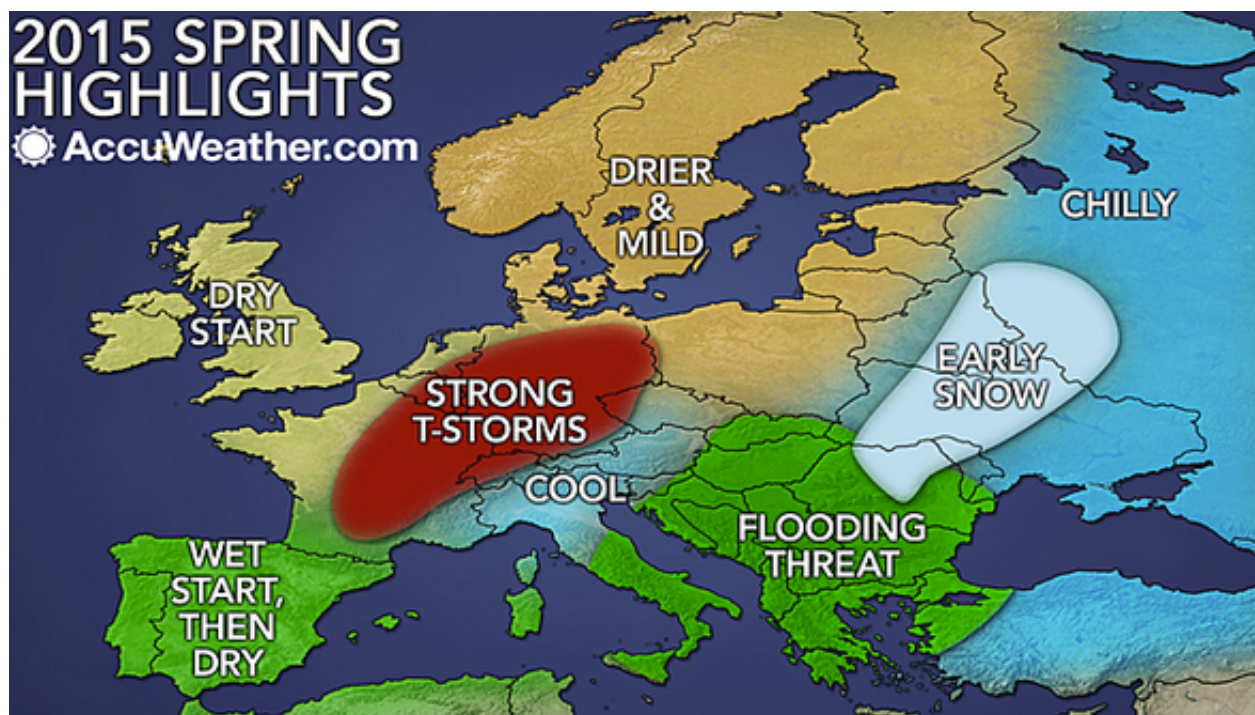 2015 SPRING
HIGHLIGHTS
AccuWeather.com
DRIER
&
MILD
CHILLY
DRY
START
EARLY
SNOW
STRONG
T-STORMS
COOL
FLOODING
THREAT
WET
START,
THEN
DRY